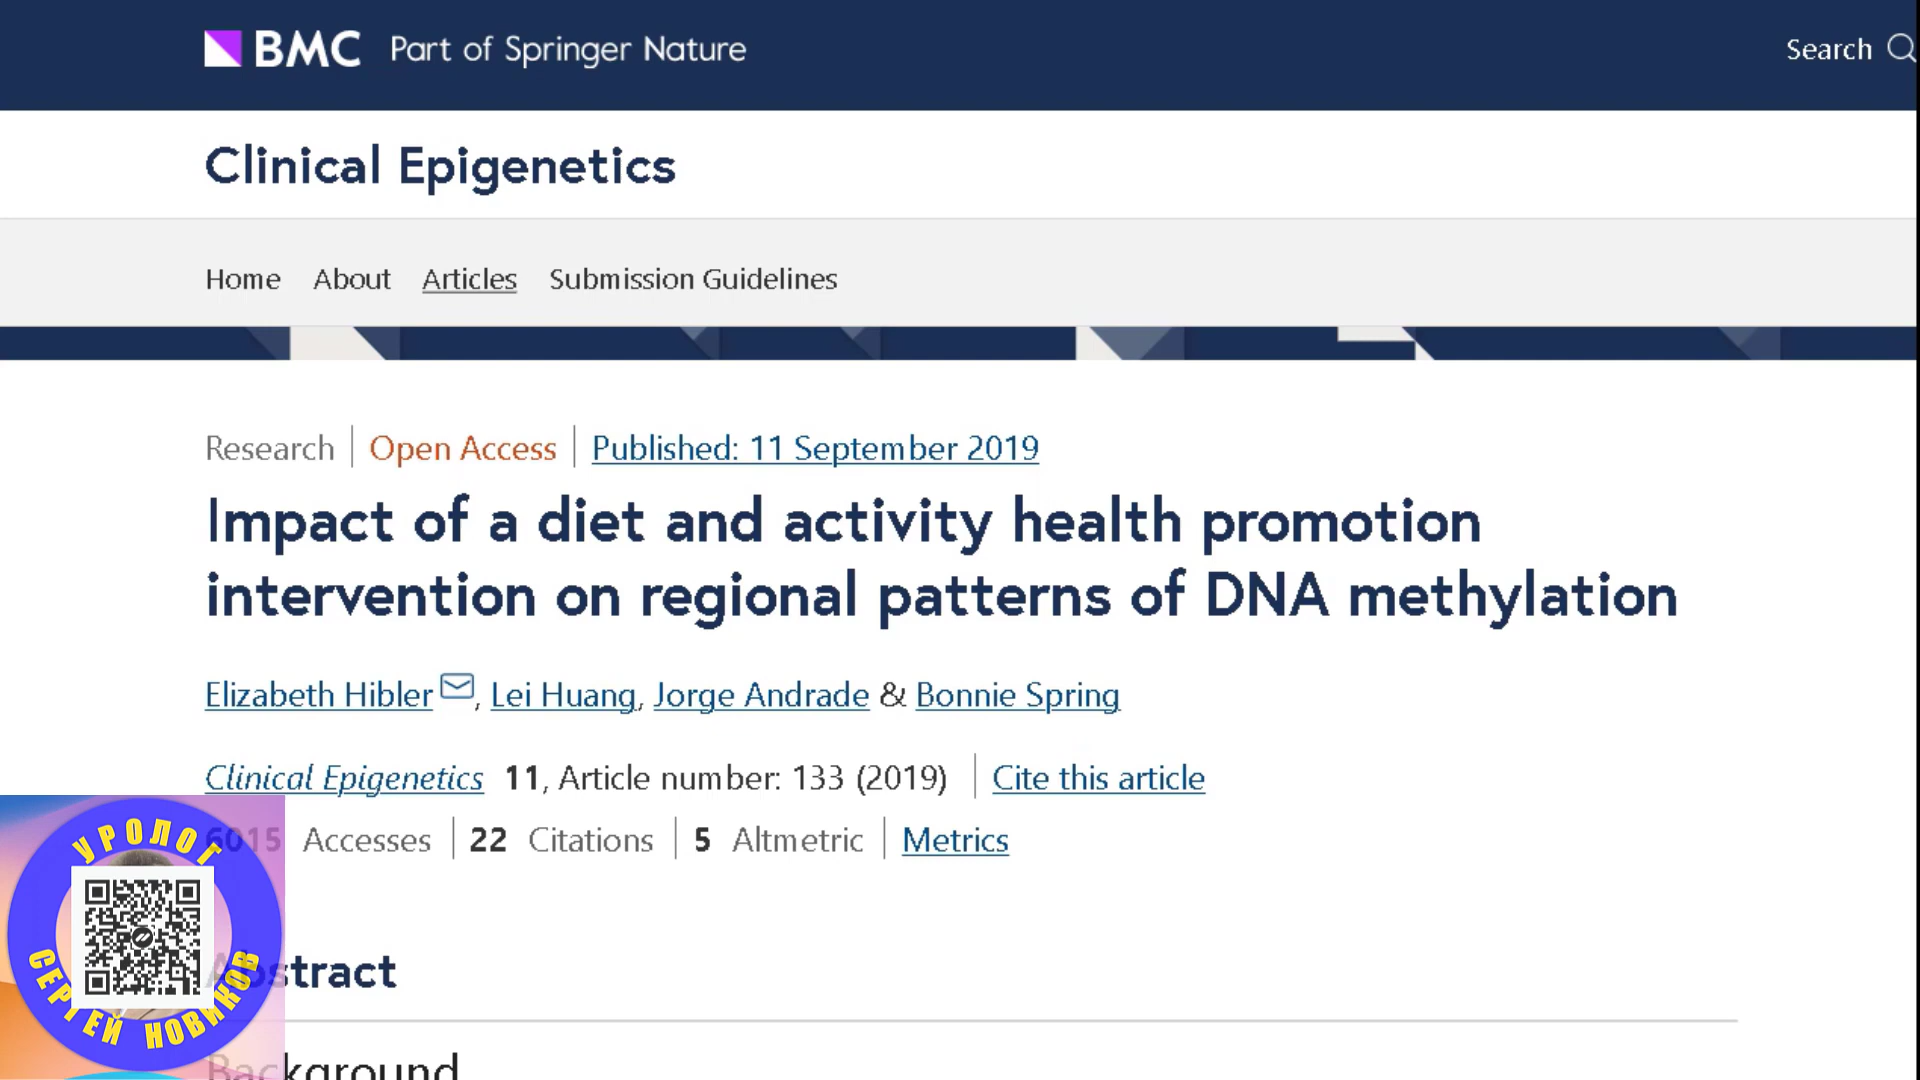 BMC Part of Springer Nature
Search
Clinical Epigenetics
Home About Articles Submission Guidelines
Research Open Access Published: 11 September 2019
Impact of a diet and activity health promotion
intervention on regional patterns of DNA methylation
Elizabeth Hibler, Lei Huang, Jorge Andrade & Bonnie Spring
Clinical Epigenetics 11, Article number: 133 (2019) Cite this article
6015 Accesses 22 Citations 5 Altmetric Metrics
УРОЛОГ
СЕРГЕЙ НОВИКОВ
Abstract
Background